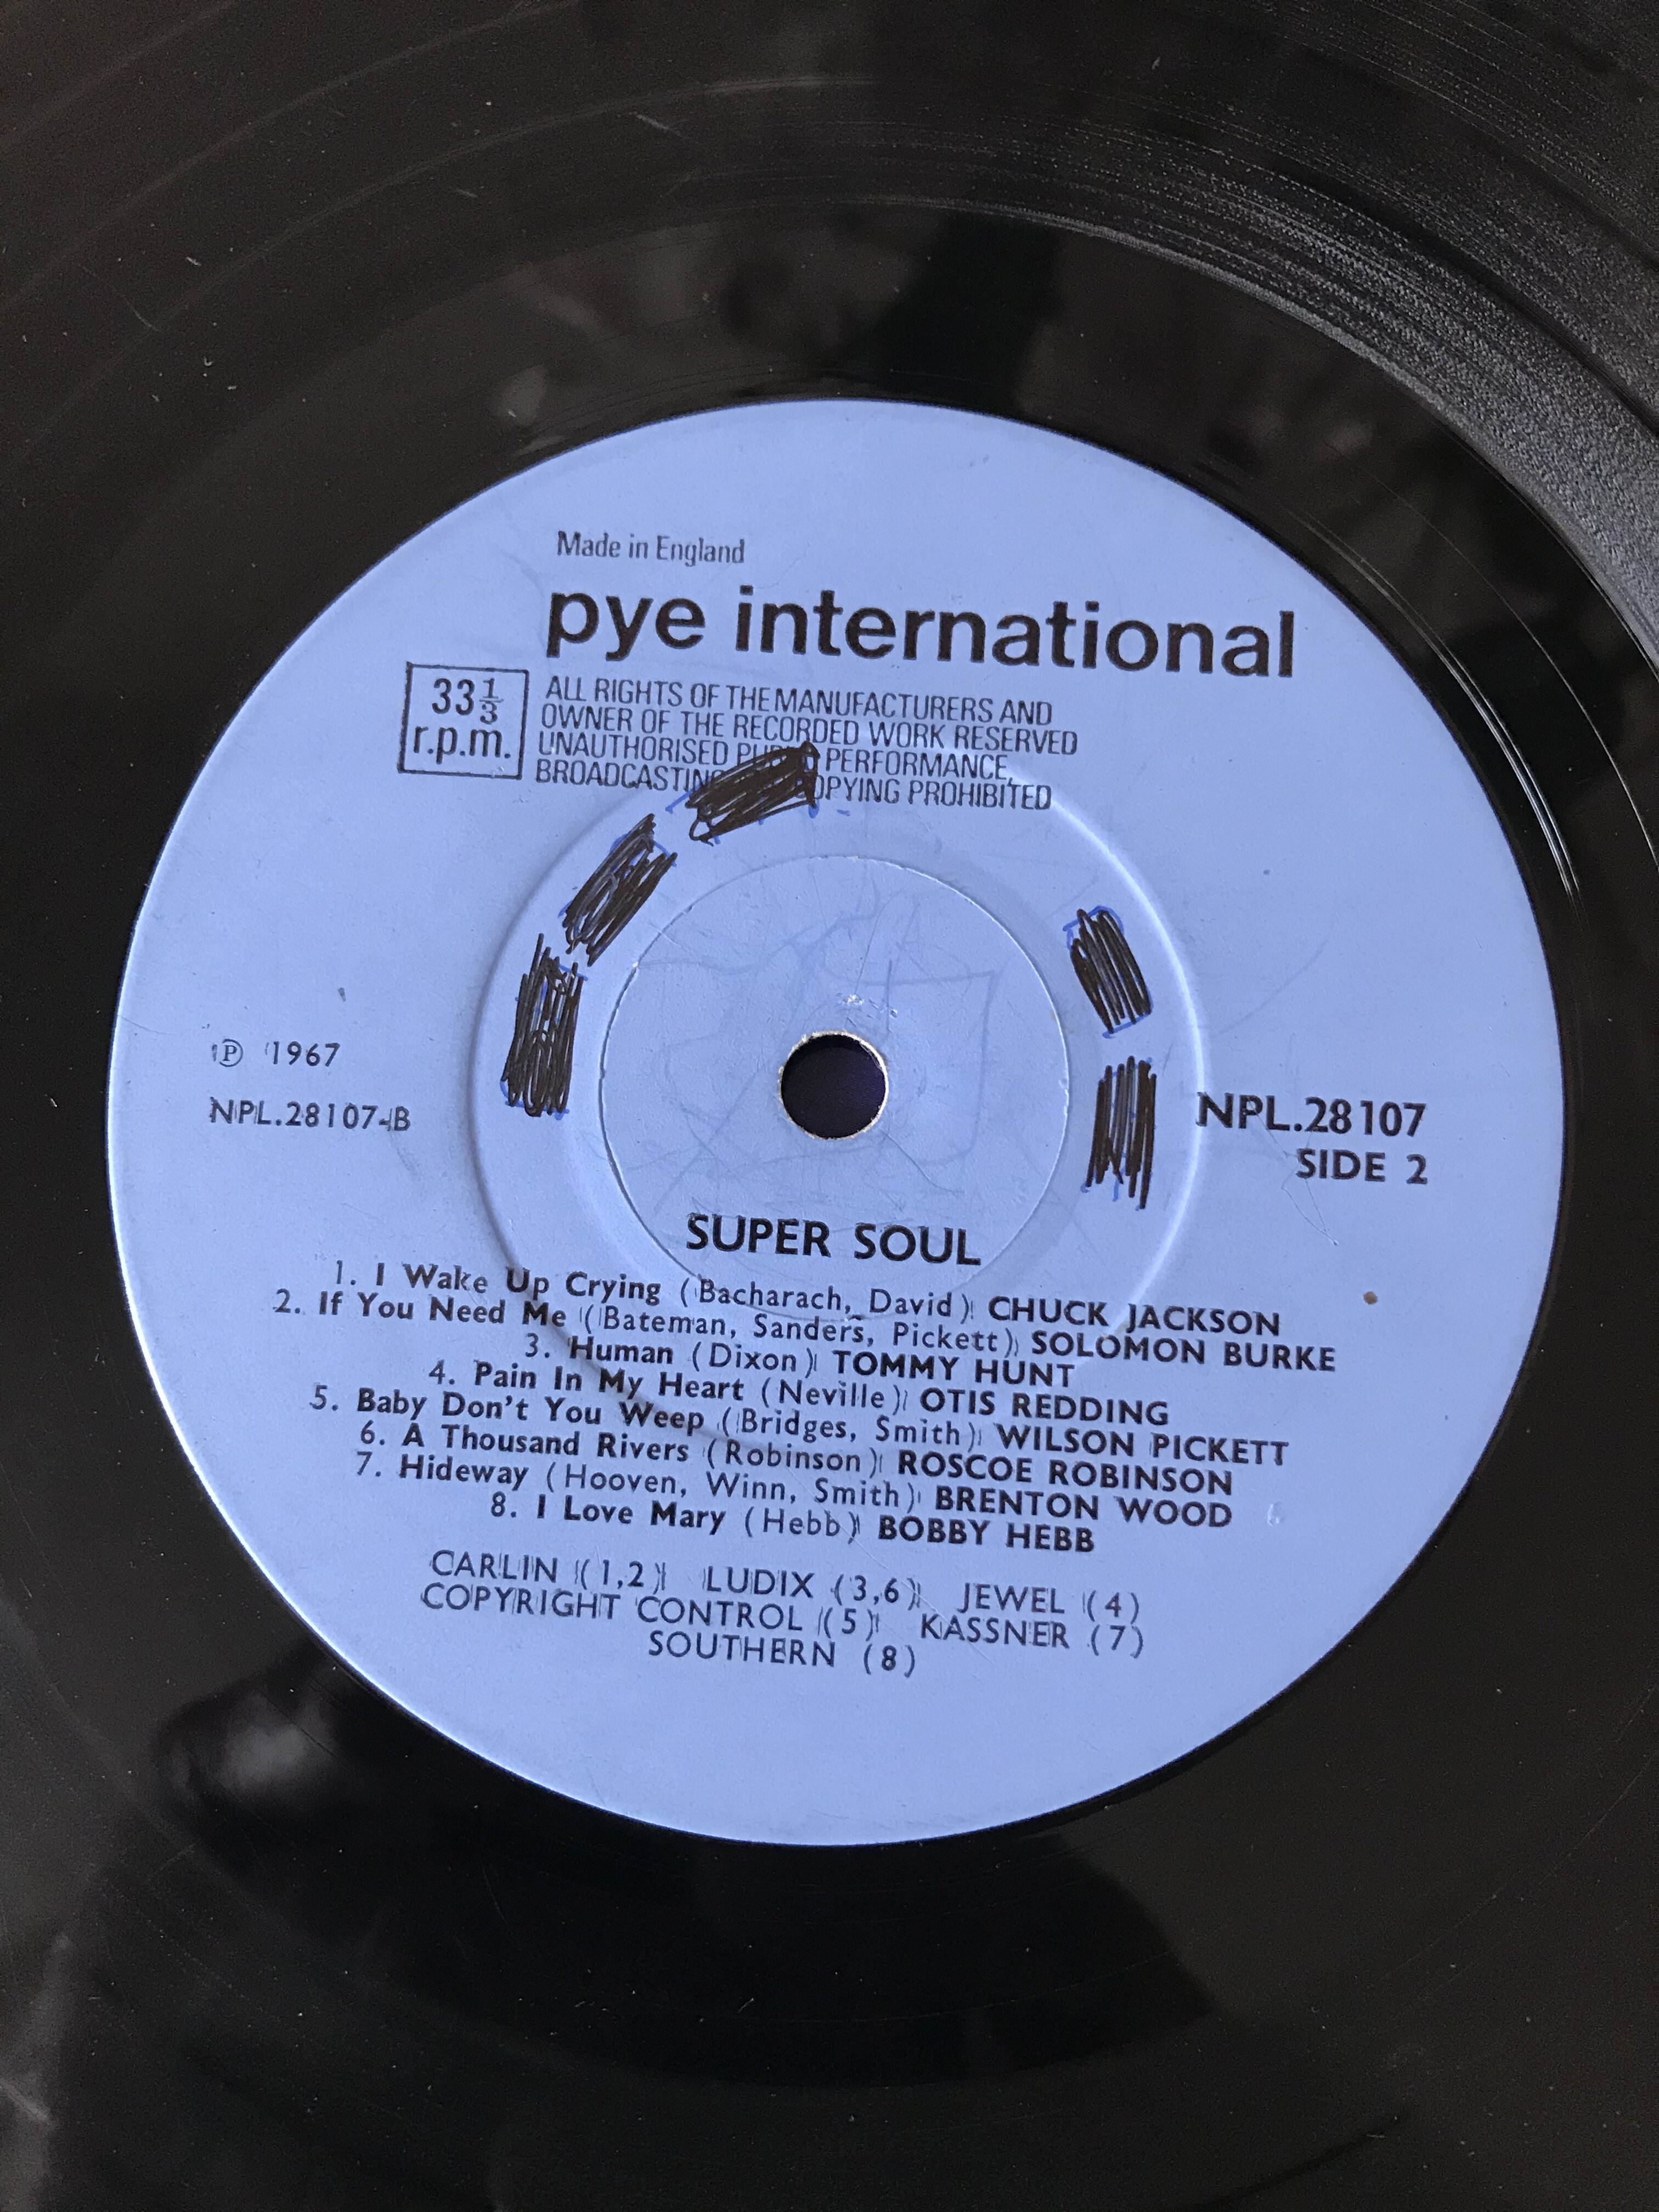 Made in England
pye international
33⅓
r.p.m.
ALL RIGHTS OF THE MANUFACTURERS AND
OWNER OF THE RECORDED WORK RESERVED
UNAUTHORISED PERFORMANCE,
BROADCASTING COPYING PROHIBITED
Ⓟ 1967
NPL.28107-B
NPL.28107
SIDE 2
SUPER SOUL
1. I Wake Up Crying (Bacharach, David) CHUCK JACKSON
2. If You Need Me (Bateman, Sanders, Pickett) SOLOMON BURKE
3. Human (Dixon) TOMMY HUNT
4. Pain In My Heart (Neville) OTIS REDDING
5. Baby Don't You Weep (Bridges, Smith) WILSON PICKETT
6. A Thousand Rivers (Robinson) ROSCOE ROBINSON
7. Hideway (Hooven, Winn, Smith) BRENTON WOOD
8. I Love Mary (Hebb) BOBBY HEBB
CARLIN (1,2) LUDIX (3,6) JEWEL (4)
COPYRIGHT CONTROL (5) KASSNER (7)
SOUTHERN (8)